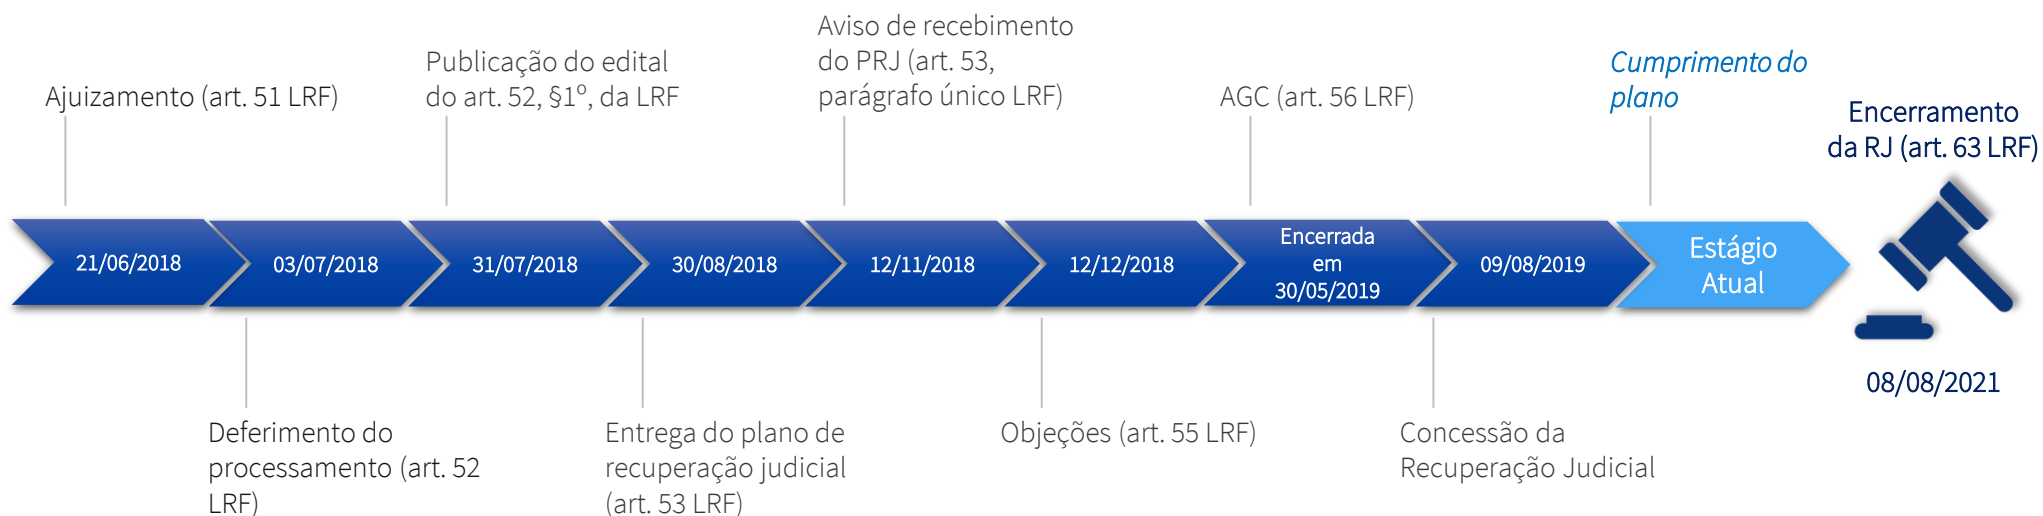 Ajuizamento (art. 51 LRF)
Publicação do edital
do art. 52, §1º, da LRF
Aviso de recebimento
do PRJ (art. 53,
parágrafo único LRF)
AGC (art. 56 LRF)
Cumprimento do
plano
Encerramento
da RJ (art. 63 LRF)
21/06/2018
03/07/2018
31/07/2018
30/08/2018
12/11/2018
12/12/2018
Encerrada
em
30/05/2019
09/08/2019
Estágio
Atual
08/08/2021
Deferimento do
processamento (art. 52
LRF)
Entrega do plano de
recuperação judicial
(art. 53 LRF)
Objeções (art. 55 LRF)
Concessão da
Recuperação Judicial